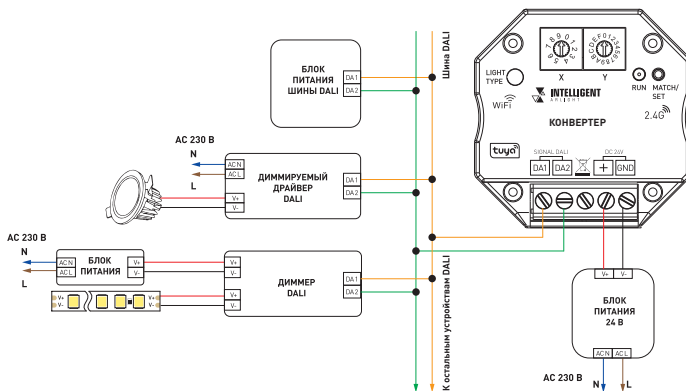 БЛОК
ПИТАНИЯ
ШИНЫ DALI
DA1
DA2
Шина DALI
AC 230 В
N
L
AC N
AC L
V+
V-
ДИММИРУЕМЫЙ
ДРАЙВЕР
DALI
DA1
DA2
AC 230 В
N
L
AC N
AC L
БЛОК
ПИТАНИЯ
V+
V-
V+
V-
V+
V-
V+
V-
V+
V-
ДИММЕР
DALI
DA1
DA2
К остальным устройствам DALI
X
Y
LIGHT
TYPE
WiFi
INTELLIGENT
ARLIGHT
RUN
MATCH/
SET
2.4G
КОНВЕРТЕР
tuya
SIGNAL DALI
DC 24V
DA1
DA2
+
GND
V+
V-
БЛОК
ПИТАНИЯ
24 В
AC N
AC L
AC 230 В
N
L